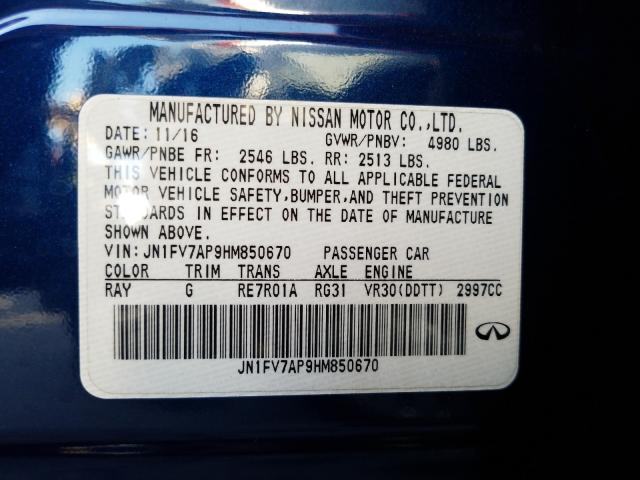 MANUFACTURED BY NISSAN MOTOR CO.,LTD.
DATE: 11/16 GVWR/PNBV: 4980 LBS.
GAWR/PNBE FR: 2546 LBS. RR: 2513 LBS.
THIS VEHICLE CONFORMS TO ALL APPLICABLE FEDERAL
MOTOR VEHICLE SAFETY,BUMPER,AND THEFT PREVENTION
STANDARDS IN EFFECT ON THE DATE OF MANUFACTURE
SHOWN ABOVE.
VIN:JN1FV7AP9HM850670 PASSENGER CAR
COLOR TRIM TRANS AXLE ENGINE
RAY G RE7R01A RG31 VR30(DDTT) 2997CC
JN1FV7AP9HM850670